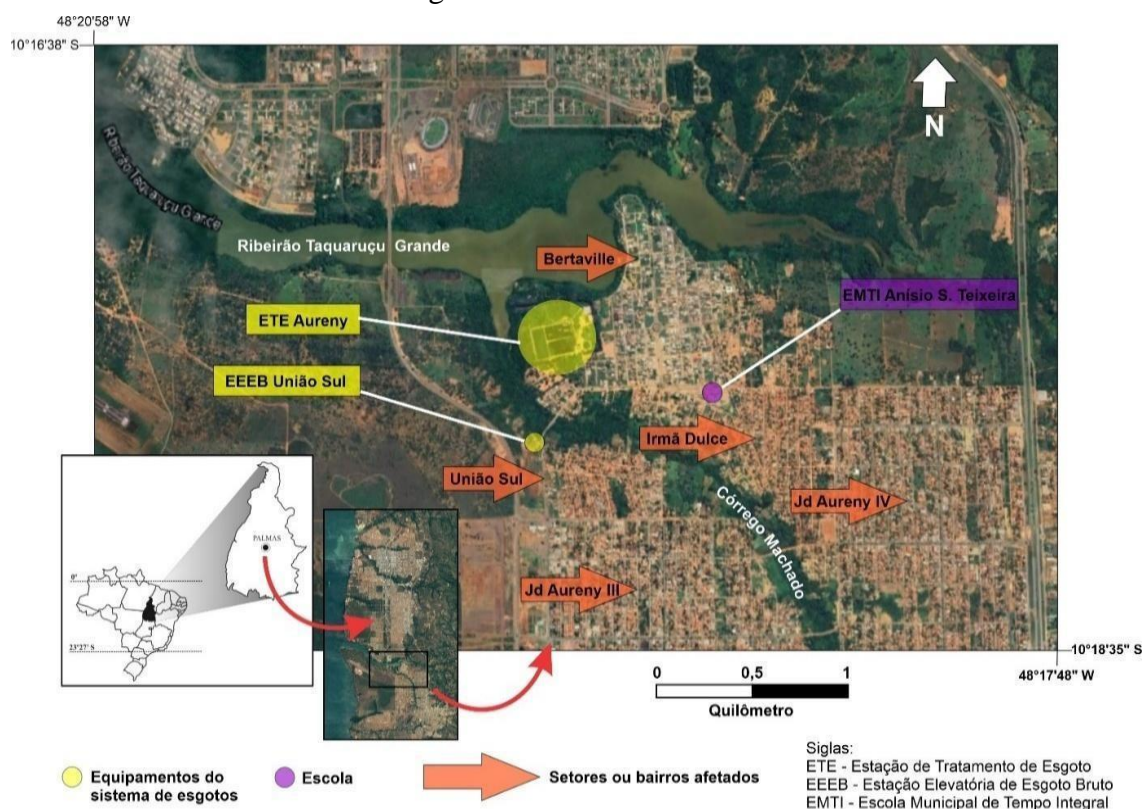 48°20'58" W
10°16'38" S
N
Ribeirão Taquaruçu Grande
Ribeirão Taquaruçu Grande
Bertaville
EMTI Anísio S. Teixeira
ETE Aureny
EEEB União Sul
Irmã Dulce
União Sul
Jd Aureny IV
Córrego Machado
Jd Aureny III
PALMAS
0°
23°27' S
10°18'35" S
48°17'48" W
0 0,5 1
Quilômetro
Equipamentos do
sistema de esgotos
Escola
Setores ou bairros afetados
Siglas:
ETE - Estação de Tratamento de Esgoto
EEEB - Estação Elevatória de Esgoto Bruto
EMTI - Escola Municipal de Tempo Integral